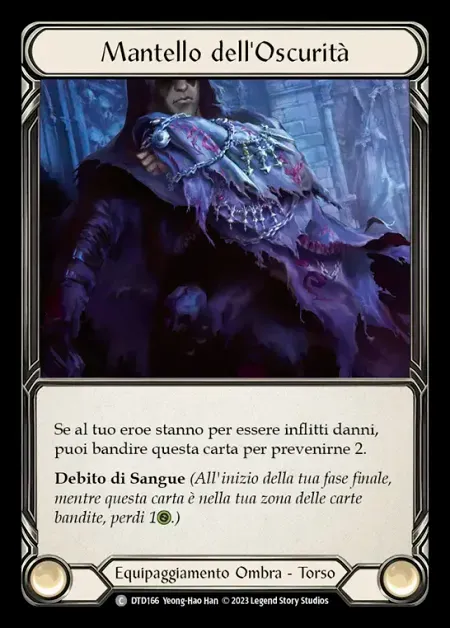 Mantello dell'Oscurità
Se al tuo eroe stanno per essere inflitti danni,
puoi bandire questa carta per prevenirne 2.
Debito di Sangue (All'inizio della tua fase finale,
mentre questa carta è nella tua zona delle carte
bandite, perdi 1.)
Equipaggiamento Ombra - Torso
C DTD166 Yeong-Hao Han © 2023 Legend Story Studios